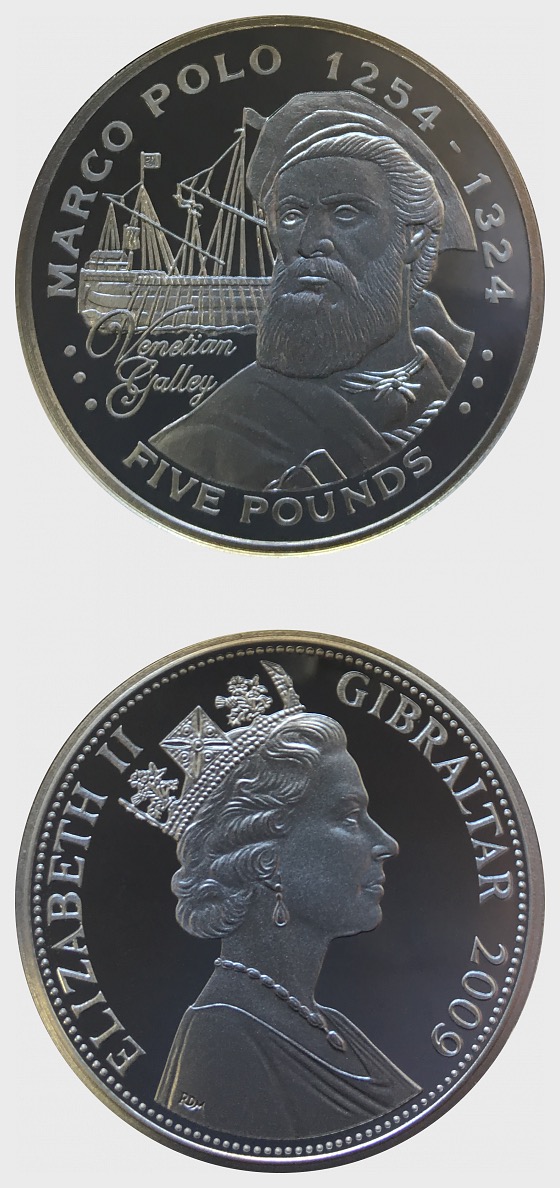 MARCO POLO 1254 - 1324
Venetian
Galley
FIVE POUNDS
ELIZABETH II
GIBRALTAR 2009
RDM